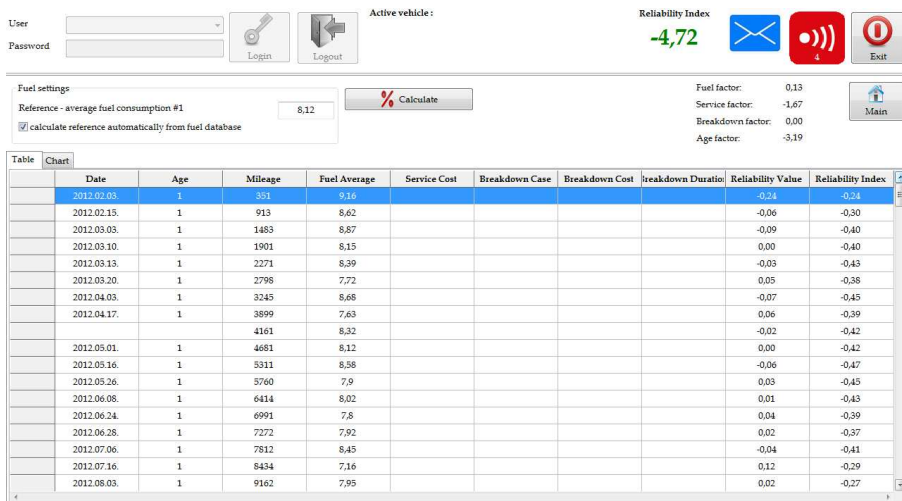 User
Password
Login
Logout
Active vehicle :
Reliability Index
-4,72
4
Exit
Fuel settings
Reference - average fuel consumption #1 8,12
calculate reference automatically from fuel database
Calculate
Fuel factor: 0,13
Service factor: -1,67
Breakdown factor: 0,00
Age factor: -3,19
Main
Table Chart
Date Age Mileage Fuel Average Service Cost Breakdown Case Breakdown Cost Breakdown Duration Reliability Value Reliability Index
2012.02.03. 1 351 9,16 -0,24 -0,24
2012.02.15. 1 913 8,62 -0,06 -0,30
2012.03.03. 1 1483 8,87 -0,09 -0,40
2012.03.10. 1 1901 8,15 0,00 -0,40
2012.03.13. 1 2271 8,39 -0,03 -0,43
2012.03.20. 1 2798 7,72 0,05 -0,38
2012.04.03. 1 3245 8,68 -0,07 -0,45
2012.04.17. 1 3899 7,63 0,06 -0,39
4161 8,32 -0,02 -0,42
2012.05.01. 1 4681 8,12 0,00 -0,42
2012.05.16. 1 5311 8,58 -0,06 -0,47
2012.05.26. 1 5760 7,9 0,03 -0,45
2012.06.08. 1 6414 8,02 0,01 -0,43
2012.06.24. 1 6991 7,8 0,04 -0,39
2012.06.28. 1 7272 7,92 0,02 -0,37
2012.07.06. 1 7812 8,45 -0,04 -0,41
2012.07.16. 1 8434 7,16 0,12 -0,29
2012.08.03. 1 9162 7,95 0,02 -0,27